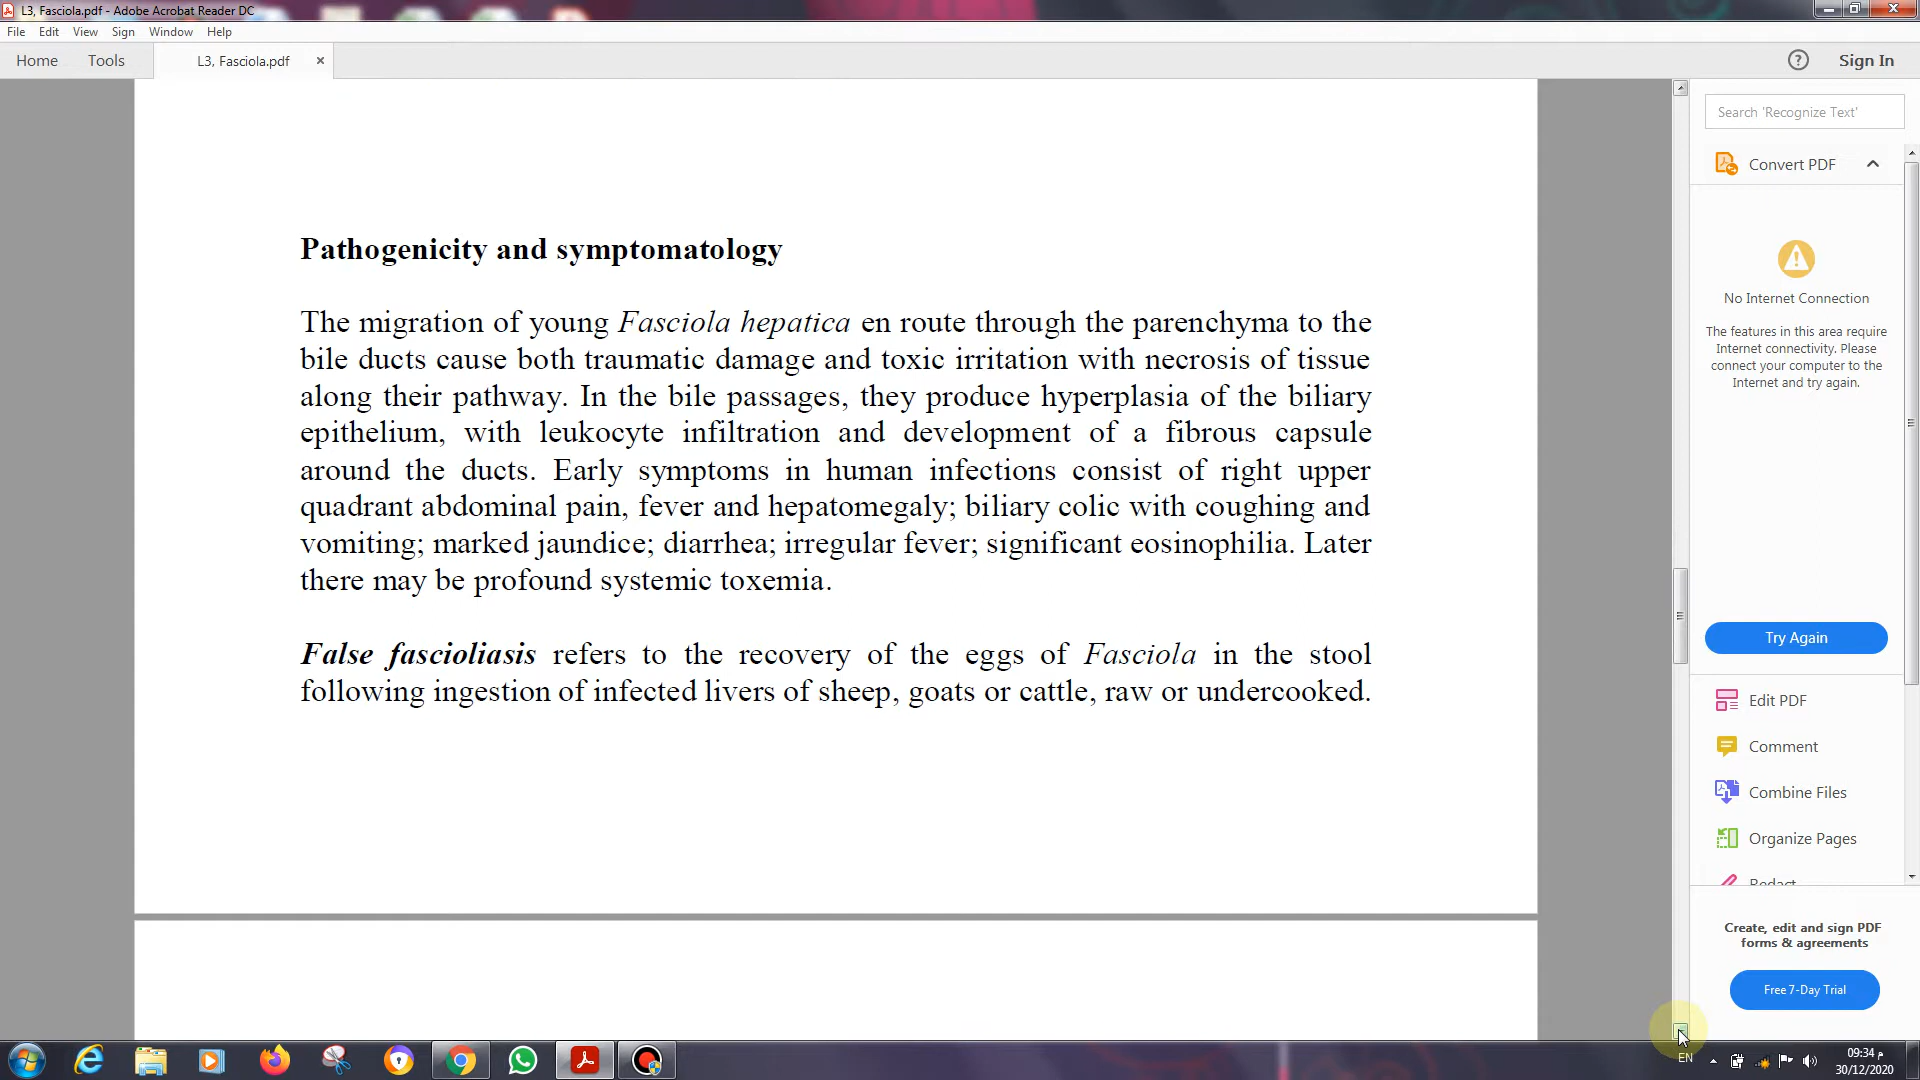 L3, Fasciola.pdf - Adobe Acrobat Reader DC
File Edit View Sign Window Help
Home Tools L3, Fasciola.pdf Sign In
Search 'Recognize Text'
Convert PDF
No Internet Connection
The features in this area require
Internet connectivity. Please
connect your computer to the
Internet and try again.
Try Again
Edit PDF
Comment
Combine Files
Organize Pages
Redact
Create, edit and sign PDF
forms & agreements
Free 7-Day Trial
Pathogenicity and symptomatology
The migration of young Fasciola hepatica en route through the parenchyma to the
bile ducts cause both traumatic damage and toxic irritation with necrosis of tissue
along their pathway. In the bile passages, they produce hyperplasia of the biliary
epithelium, with leukocyte infiltration and development of a fibrous capsule
around the ducts. Early symptoms in human infections consist of right upper
quadrant abdominal pain, fever and hepatomegaly; biliary colic with coughing and
vomiting; marked jaundice; diarrhea; irregular fever; significant eosinophilia. Later
there may be profound systemic toxemia.
False fascioliasis refers to the recovery of the eggs of Fasciola in the stool
following ingestion of infected livers of sheep, goats or cattle, raw or undercooked.
EN
09:34 م
30/12/2020